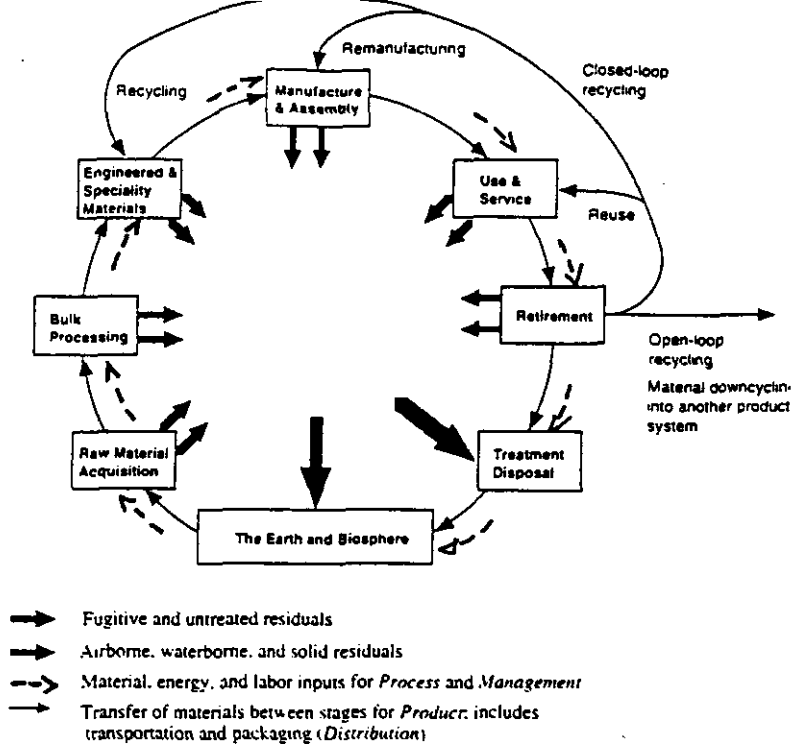 Remanufacturing
Closed-loop
recycling
Recycling
Manufacture
& Assembly
Engineered &
Speciality
Materials
Use &
Service
Reuse
Bulk
Processing
Retirement
Open-loop
recycling
Material downcyclin
into another product
system
Raw Material
Acquisition
Treatment
Disposal
The Earth and Biosphere
Fugitive and untreated residuals
Airborne, waterborne, and solid residuals
Material, energy, and labor inputs for Process and Management
Transfer of materials between stages for Product; includes
transportation and packaging (Distribution)